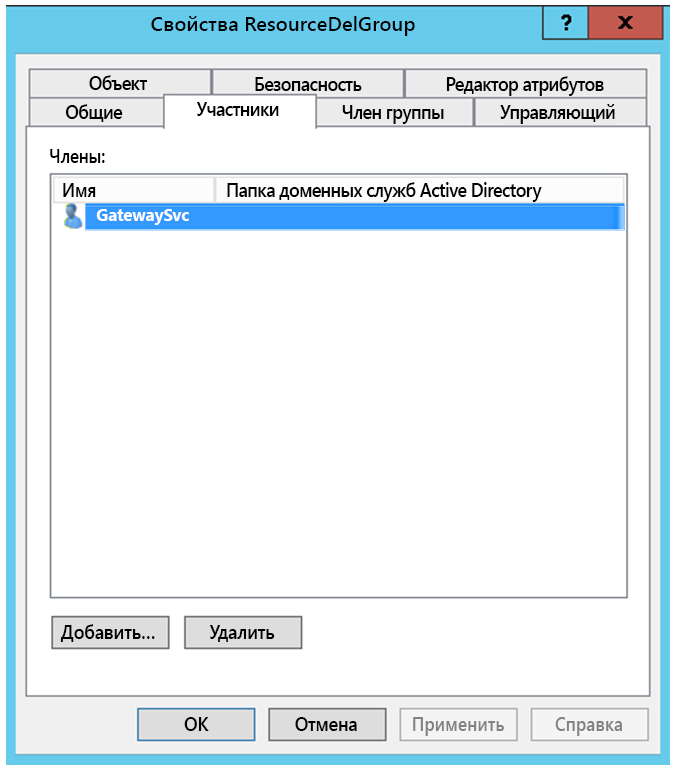 Свойства ResourceDelGroup
? x
Объект Безопасность Редактор атрибутов
Общие Участники Член группы Управляющий
Члены:
Имя Папка доменных служб Active Directory
GatewaySvc
Добавить... Удалить
OK Отмена Применить Справка